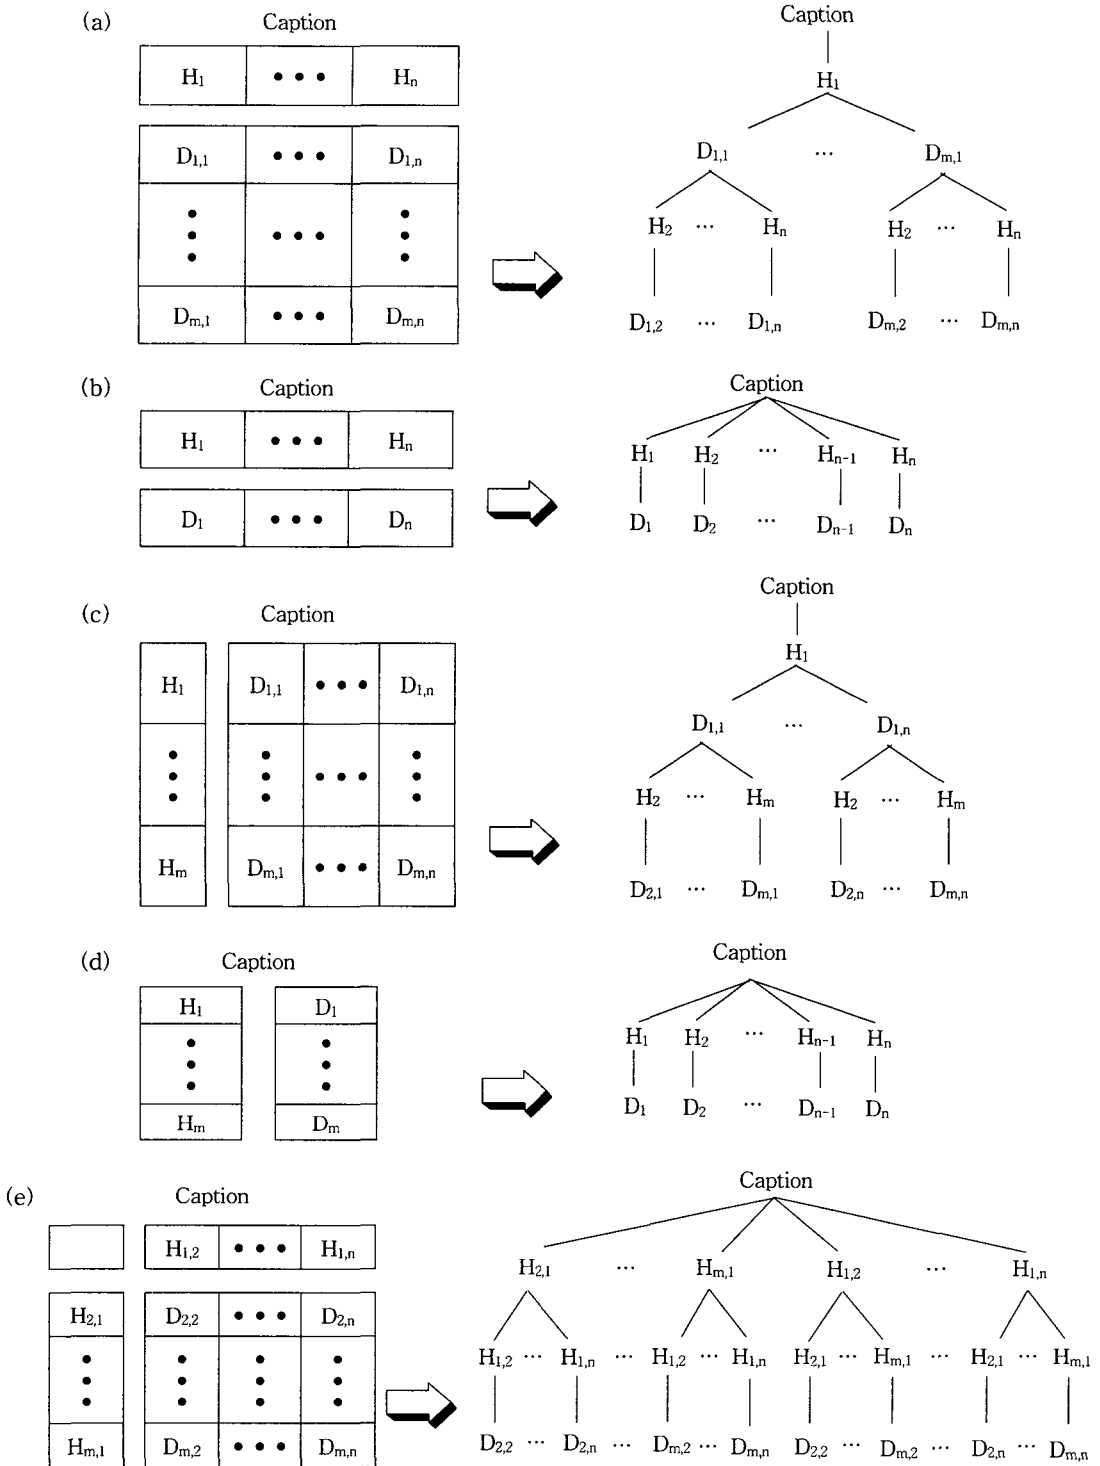 (a) Caption
H1 ••• Hn
D1,1 ••• D1,n
••• 
Dm,1 ••• Dm,n
Caption
H1
D1,1 ... Dm,1
H2 ... Hn H2 ... Hn
D1,2 ... D1,n Dm,2 ... Dm,n
(b) Caption
H1 ••• Hn
D1 ••• Dn
Caption
H1 H2 ... Hn-1 Hn
D1 D2 ... Dn-1 Dn
(c) Caption
H1 D1,1 ••• D1,n
•••
Hm Dm,1 ••• Dm,n
Caption
H1
D1,1 ... D1,n
H2 ... Hm H2 ... Hm
D2,1 ... Dm,1 D2,n ... Dm,n
(d) Caption
H1 D1
Hm Dm
Caption
H1 H2 ... Hn-1 Hn
D1 D2 ... Dn-1 Dn
(e) Caption
H1,2 ••• H1,n
H2,1 D2,2 ••• D2,n
Hm,1 Dm,2 ••• Dm,n
Caption
H2,1 ... Hm,1 H1,2 ... H1,n
H1,2 ... H1,n ... H1,2 ... H1,n H2,1 ... Hm,1 ... H2,1 ... Hm,1
D2,2 ... D2,n ... Dm,2 ... Dm,n D2,2 ... Dm,2 ... D2,n ... Dm,n